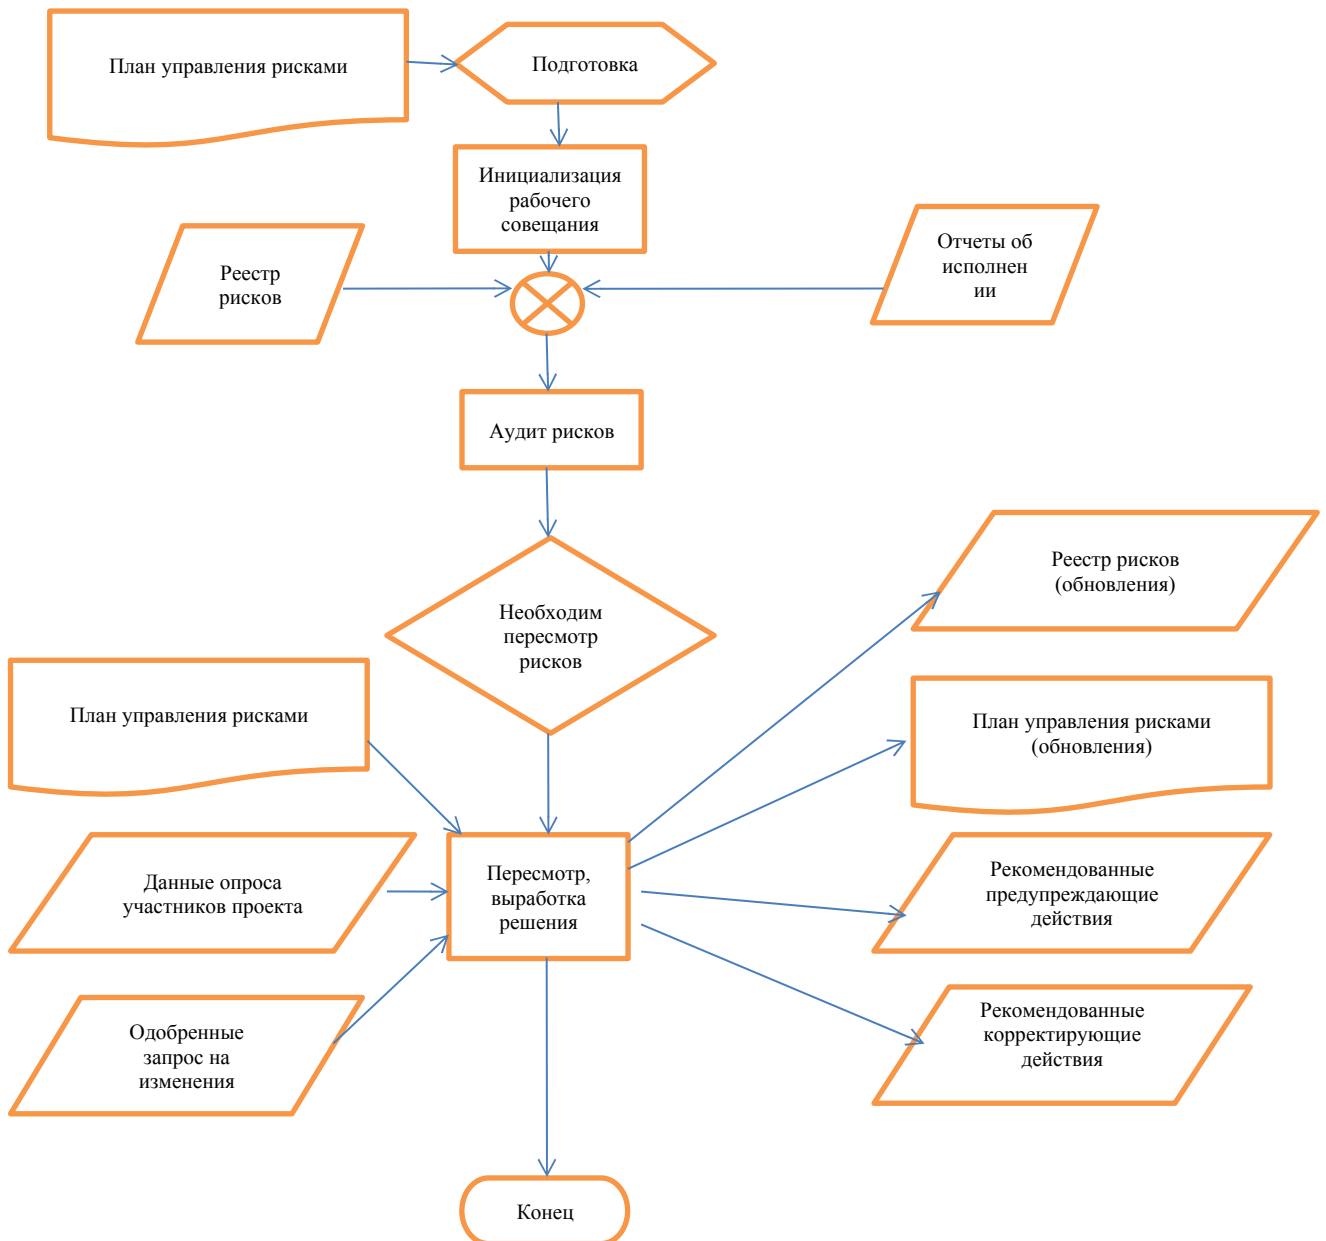 План управления рисками
Подготовка
Инициализация
рабочего
совещания
Реестр
рисков
Отчеты об
исполнен
ии
Аудит рисков
Необходим
пересмотр
рисков
Реестр рисков
(обновления)
План управления рисками
План управления рисками
(обновления)
Данные опроса
участников проекта
Пересмотр,
выработка
решения
Рекомендованные
предупреждающие
действия
Одобренные
запрос на
изменения
Рекомендованные
корректирующие
действия
Конец